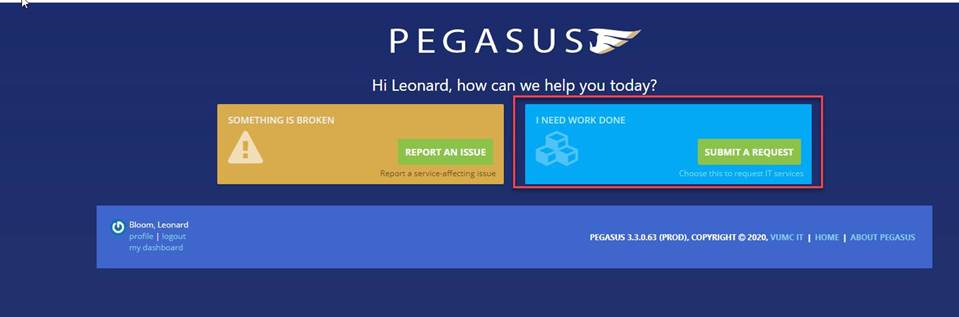 PEGASUS
Hi Leonard, how can we help you today?
SOMETHING IS BROKEN
REPORT AN ISSUE
Report a service-affecting issue
I NEED WORK DONE
SUBMIT A REQUEST
Choose this to request IT services
Bloom, Leonard
profile | logout
my dashboard
PEGASUS 3.3.0.63 (PROD), COPYRIGHT © 2020, VUMC IT | HOME | ABOUT PEGASUS